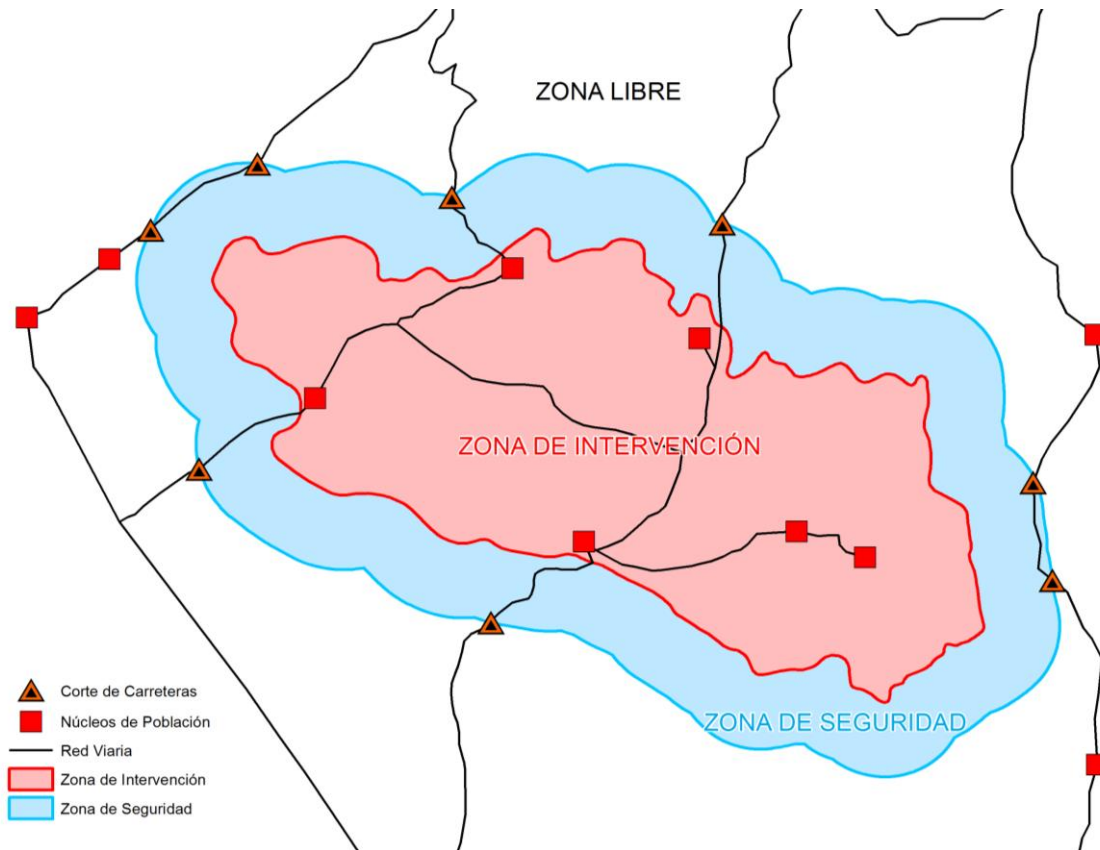 ZONA LIBRE
ZONA DE INTERVENCIÓN
ZONA DE SEGURIDAD
Corte de Carreteras
Núcleos de Población
Red Viaria
Zona de Intervención
Zona de Seguridad